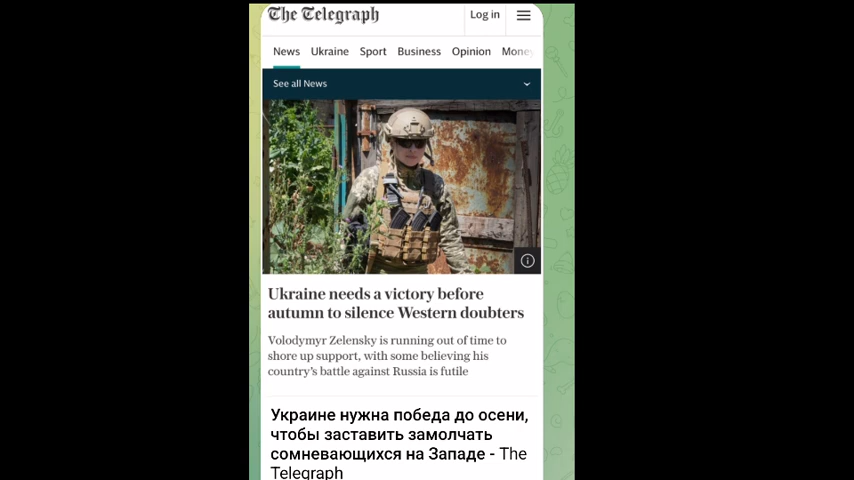 The Telegraph
Log in
News Ukraine Sport Business Opinion Money
See all News
Ukraine needs a victory before
autumn to silence Western doubters
Volodymyr Zelensky is running out of time to
shore up support, with some believing his
country's battle against Russia is futile
Украине нужна победа до осени,
чтобы заставить замолчать
сомневающихся на Западе - The
Telegraph